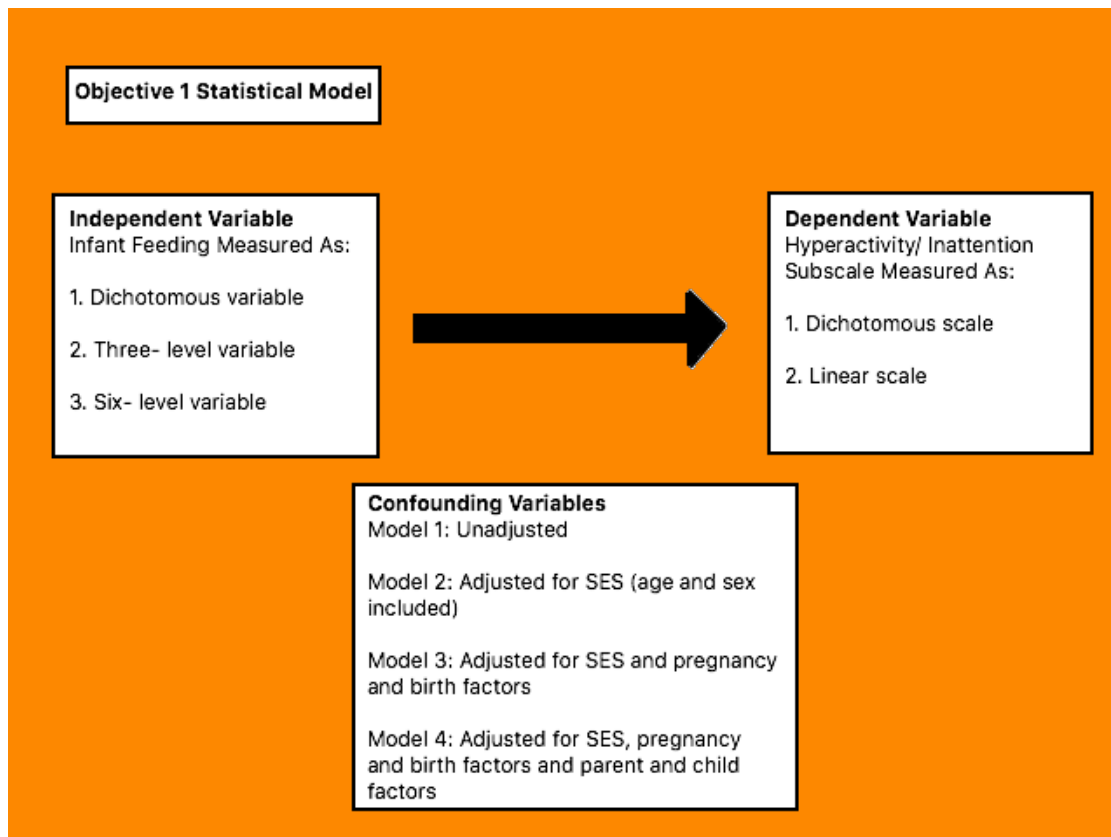 Objective 1 Statistical Model
Independent Variable
Infant Feeding Measured As:
1. Dichotomous variable
2. Three- level variable
3. Six- level variable
Dependent Variable
Hyperactivity/ Inattention
Subscale Measured As:
1. Dichotomous scale
2. Linear scale
Confounding Variables
Model 1: Unadjusted
Model 2: Adjusted for SES (age and sex
included)
Model 3: Adjusted for SES and pregnancy
and birth factors
Model 4: Adjusted for SES, pregnancy
and birth factors and parent and child
factors